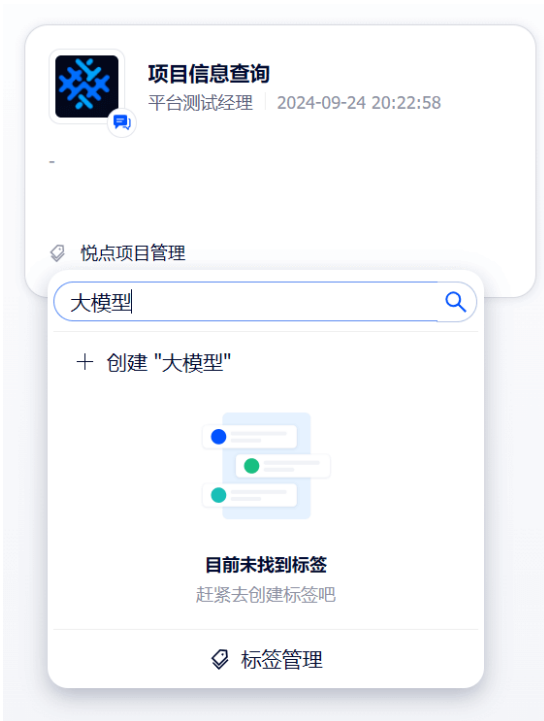 项目信息查询
平台测试经理 2024-09-24 20:22:58
-
悦点项目管理
大模型
创建 "大模型"
目前未找到标签
赶紧去创建标签吧
标签管理